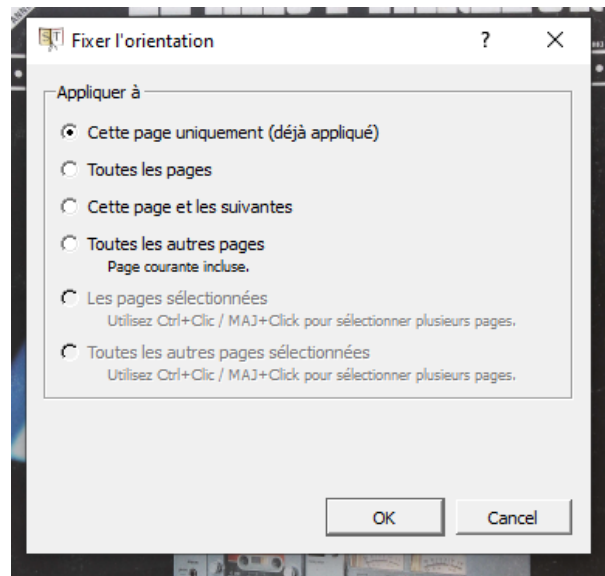 Fixer l'orientation
Appliquer à
Cette page uniquement (déjà appliqué)
Toutes les pages
Cette page et les suivantes
Toutes les autres pages
Page courante incluse.
Les pages sélectionnées
Utilisez Ctrl+Clic / MAJ+Click pour sélectionner plusieurs pages.
Toutes les autres pages sélectionnées
Utilisez Ctrl+Clic / MAJ+Click pour sélectionner plusieurs pages.
OK Cancel